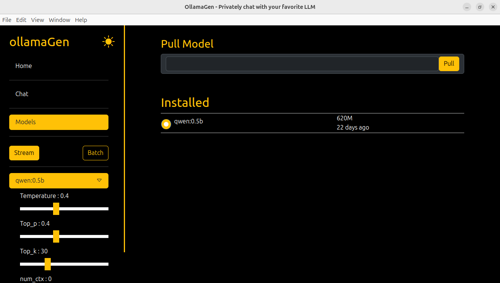 OllamaGen - Privately chat with your favorite LLM
File Edit View Window Help
ollamaGen
Home
Chat
Models
Stream Batch
qwen:0.5b
Temperature : 0.4
Top_p : 0.4
Top_k : 30
num_ctx : 0
Pull Model
Pull
Installed
qwen:0.5b
620M
22 days ago